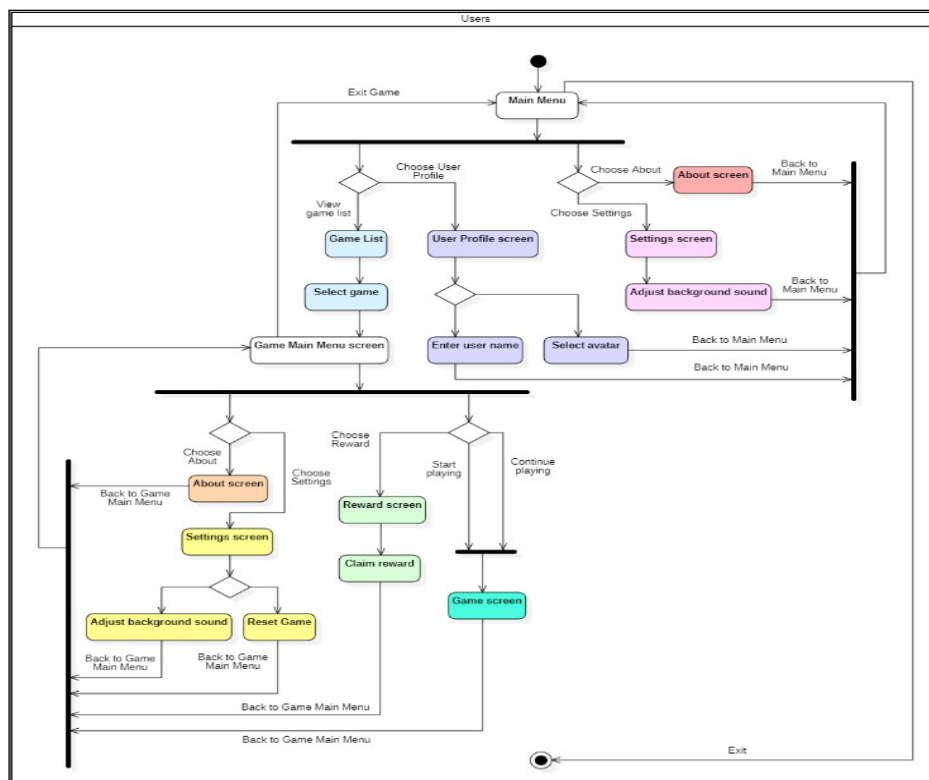 Users
Exit Game
Main Menu
Choose User
Profile
Choose About
About screen
Back to
Main Menu
View
game list
Choose Settings
Game List
User Profile screen
Settings screen
Select game
Adjust background sound
Back to
Main Menu
Game Main Menu screen
Enter user name
Select avatar
Back to Main Menu
Back to Main Menu
Choose
About
Choose
Settings
Choose
Reward
Start
playing
Continue
playing
About screen
Back to Game
Main Menu
Reward screen
Settings screen
Claim reward
Game screen
Adjust background sound
Reset Game
Back to Game
Main Menu
Back to Game
Main Menu
Back to Game Main Menu
Back to Game Main Menu
Exit